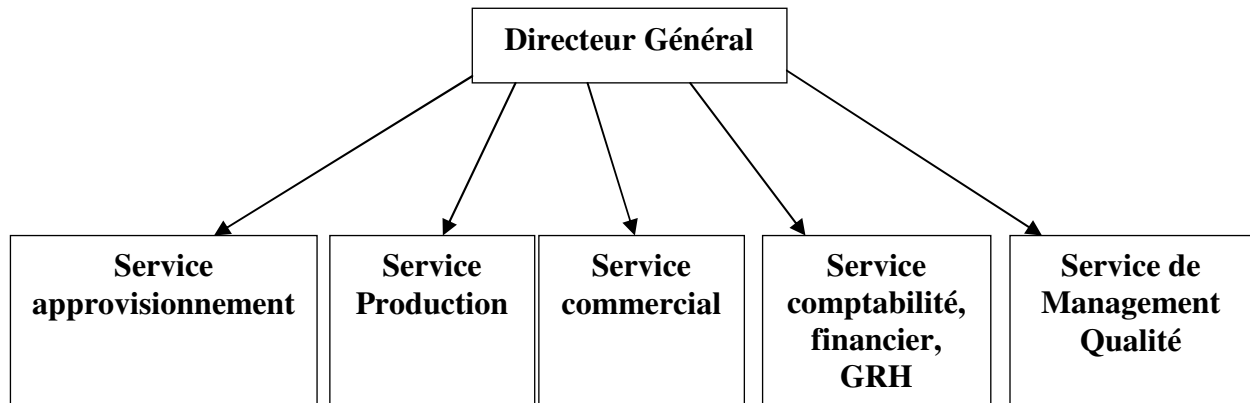 Directeur Général
Service
approvisionnement
Service
Production
Service
commercial
Service
comptabilité,
financier,
GRH
Service de
Management
Qualité